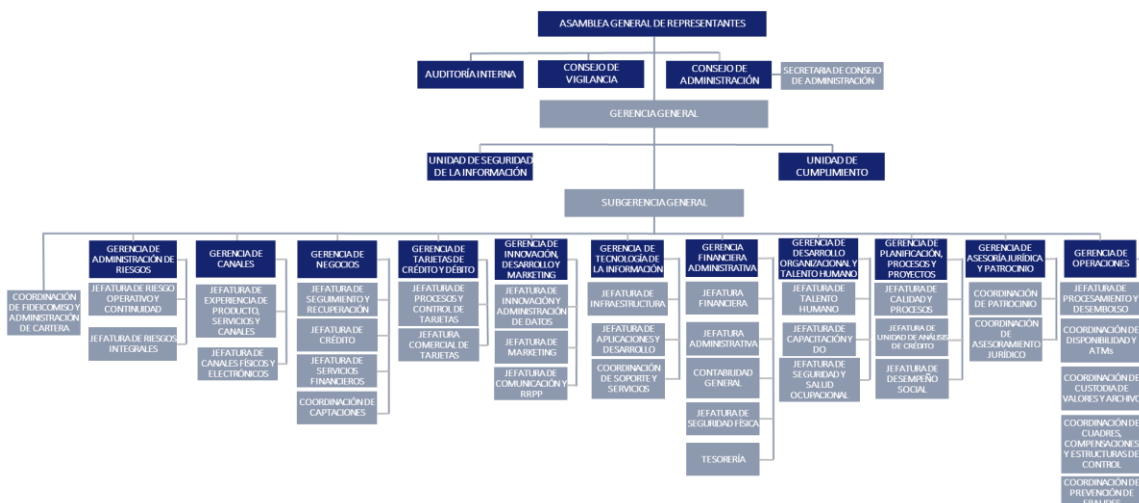 ASAMBLEA GENERAL DE REPRESENTANTES
AUDITORÍA INTERNA
CONSEJO DE
VIGILANCIA
CONSEJO DE
ADMINISTRACIÓN
SECRETARIA DE CONSEJO
DE ADMINISTRACIÓN
GERENCIA GENERAL
UNIDAD DE SEGURIDAD
DE LA INFORMACIÓN
UNIDAD DE
CUMPLIMIENTO
SUBGERENCIA GENERAL
COORDINACIÓN
DE FIDEICOMISO Y
ADMINISTRACIÓN
DE CARTERA
GERENCIA DE
ADMINISTRACIÓN DE
RIESGOS
JEFATURA DE RIESGO
OPERATIVO Y
CONTINUIDAD
JEFATURA DE RIESGOS
INTEGRALES
GERENCIA DE
CANALES
JEFATURA DE
EXPERIENCIA DE
PRODUCTO,
SERVICIOS Y
CANALES
JEFATURA DE
CANALES FÍSICOS Y
ELECTRÓNICOS
GERENCIA DE
NEGOCIOS
JEFATURA DE
SEGUIMIENTO Y
RECUPERACIÓN
JEFATURA DE
CRÉDITO
JEFATURA DE
SERVICIOS
FINANCIEROS
COORDINACIÓN DE
CAPTACIONES
GERENCIA DE
TARJETAS DE
CRÉDITO Y DÉBITO
JEFATURA DE
PROCESOS Y
CONTROL DE
TARJETAS
JEFATURA
COMERCIAL DE
TARJETAS
GERENCIA DE
INNOVACIÓN,
DESARROLLO Y
MARKETING
JEFATURA DE
INNOVACIÓN Y
ADMINISTRACIÓN
DE DATOS
JEFATURA DE
MARKETING
JEFATURA DE
COMUNICACIÓN Y
RRPP
GERENCIA DE
TECNOLOGÍA DE
LA INFORMACIÓN
JEFATURA DE
INFRAESTRUCTURA
JEFATURA DE
APLICACIONES Y
DESARROLLO
COORDINACIÓN DE
SOPORTE Y
SERVICIOS
GERENCIA
FINANCIERA
ADMINISTRATIVA
JEFATURA
FINANCIERA
JEFATURA
ADMINISTRATIVA
CONTABILIDAD
GENERAL
JEFATURA DE
SEGURIDAD FÍSICA
TESORERÍA
GERENCIA DE
DESARROLLO
ORGANIZACIONAL Y
TALENTO HUMANO
JEFATURA DE
TALENTO
HUMANO
JEFATURA DE
CAPACITACIÓN Y
DO
JEFATURA DE
SEGURIDAD Y
SALUD
OCUPACIONAL
GERENCIA DE
PLANIFICACIÓN,
PROCESOS Y
PROYECTOS
JEFATURA DE
CALIDAD Y
PROCESOS
JEFATURA DE
UNIDAD DE ANÁLISIS
DE CRÉDITO
JEFATURA DE
DESEMPEÑO
SOCIAL
GERENCIA DE
ASESORÍA JURÍDICA
Y PATROCINIO
COORDINACIÓN
DE PATROCINIO
COORDINACIÓN
DE
ASESORAMIENTO
JURÍDICO
GERENCIA DE
OPERACIONES
JEFATURA DE
PROCESAMIENTO Y
DESEMBOLSO
COORDINACIÓN DE
DISPONIBILIDAD Y
ATMs
COORDINACIÓN DE
CUSTODIA DE
VALORES Y ARCHIVO
COORDINACIÓN DE
CUADRES,
COMPENSACIONES
Y ESTRUCTURAS DE
CONTROL
COORDINACIÓN DE
PREVENCIÓN DE